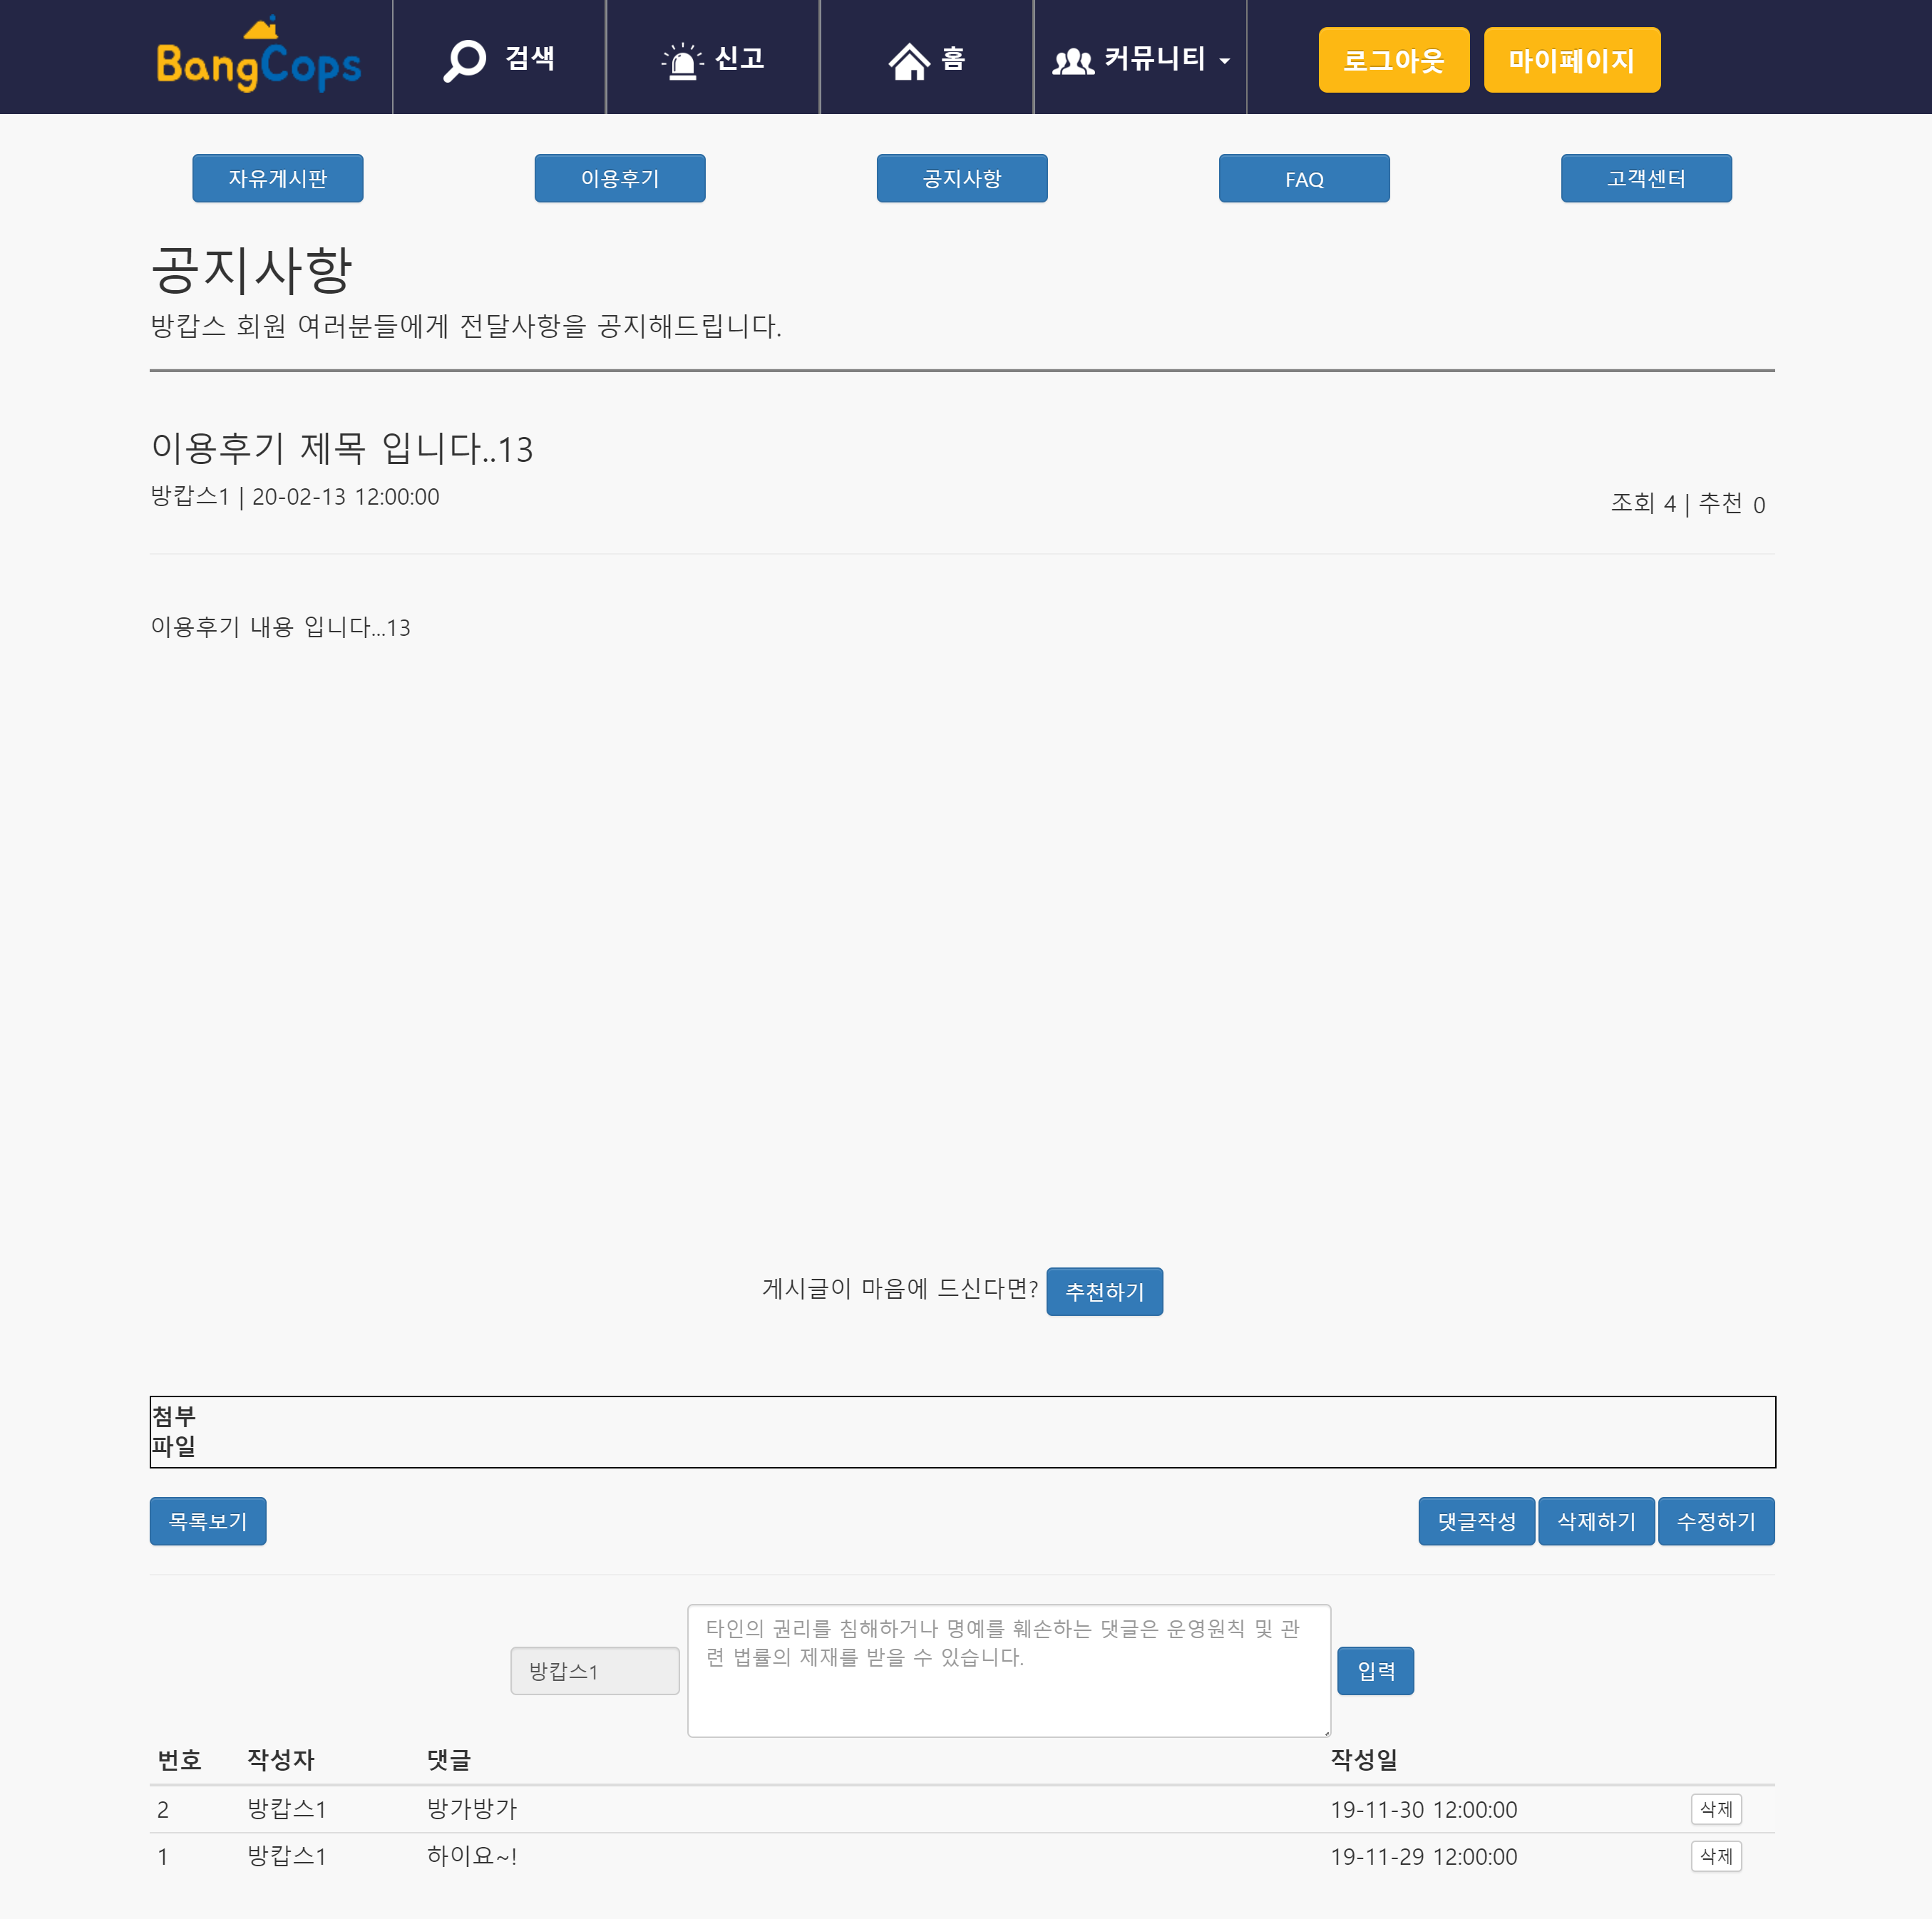 BangCops
검색
신고
홈
커뮤니티
로그아웃
마이페이지
자유게시판
이용후기
공지사항
FAQ
고객센터
공지사항
방캅스 회원 여러분들에게 전달사항을 공지해드립니다.
이용후기 제목 입니다..13
방캅스1 | 20-02-13 12:00:00
조회 4 | 추천 0
이용후기 내용 입니다...13
게시글이 마음에 드신다면? 추천하기
첨부
파일
목록보기
댓글작성 삭제하기 수정하기
방캅스1
타인의 권리를 침해하거나 명예를 훼손하는 댓글은 운영원칙 및 관
련 법률의 제재를 받을 수 있습니다.
입력
번호 작성자 댓글 작성일
2 방캅스1 방가방가 19-11-30 12:00:00 삭제
1 방캅스1 하이요~! 19-11-29 12:00:00 삭제